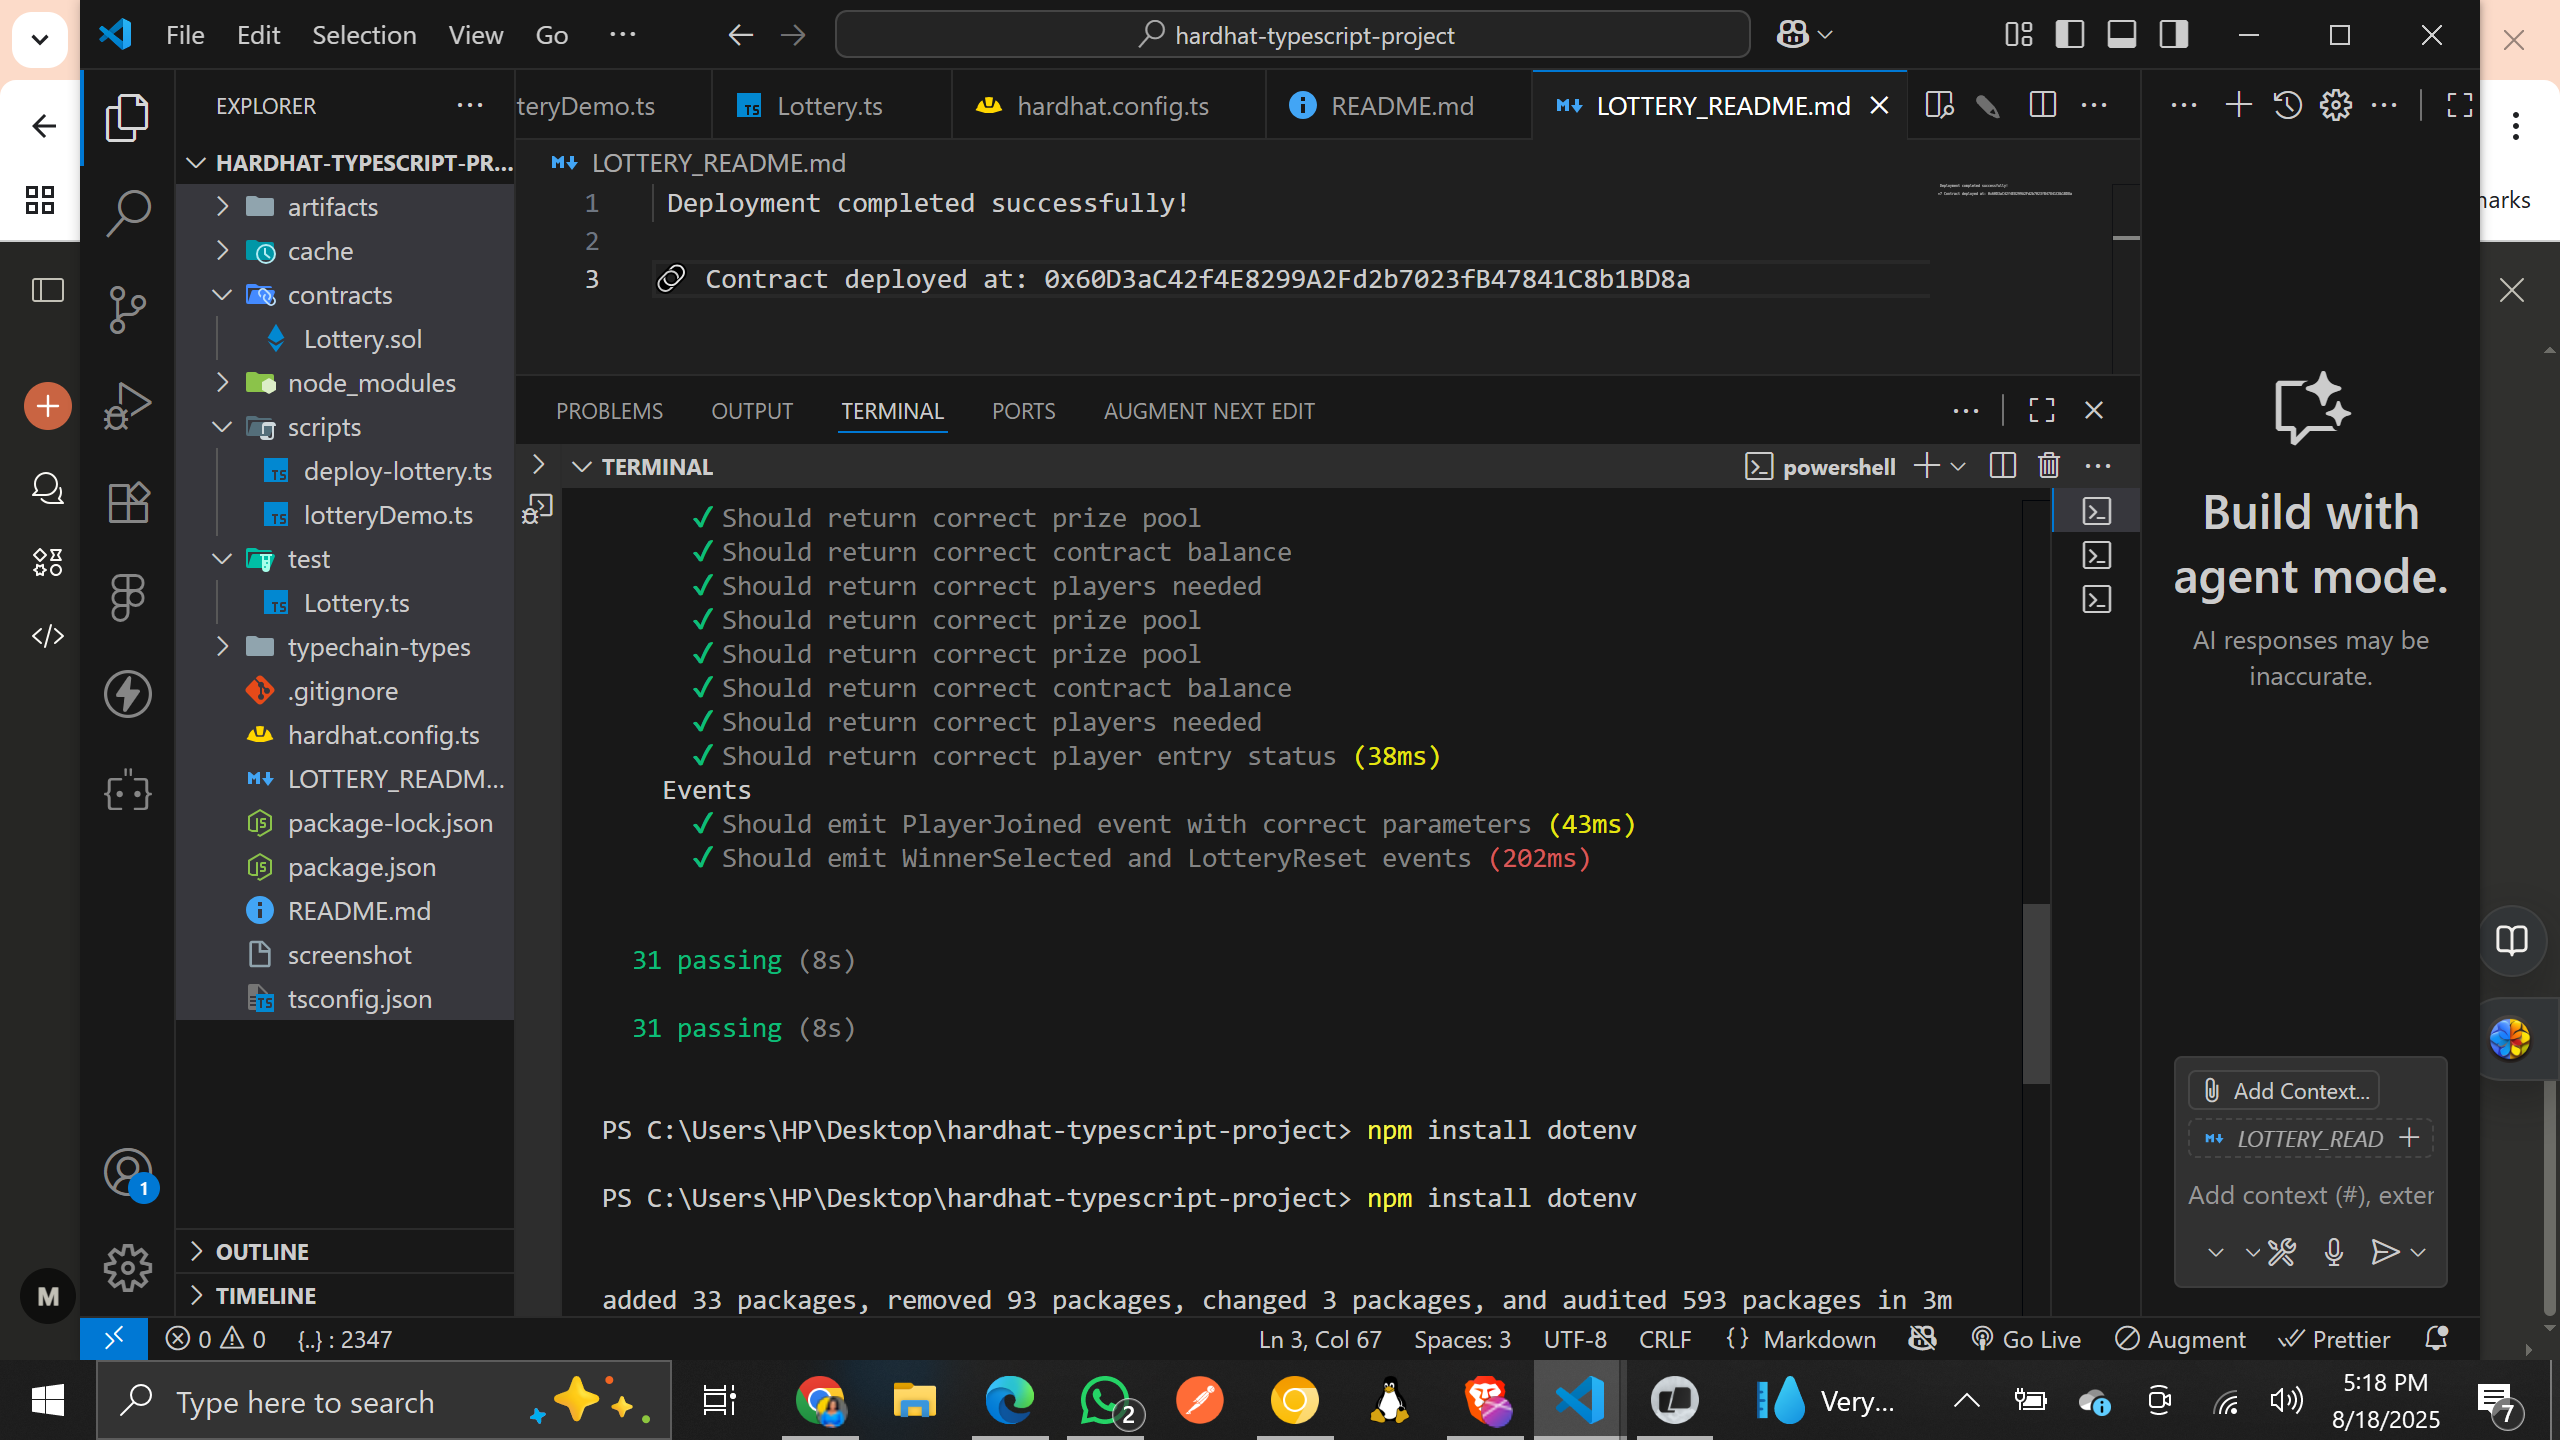 File Edit Selection View Go ...
hardhat-typescript-project
EXPLORER
HARDHAT-TYPESCRIPT-PR...
artifacts
cache
contracts
Lottery.sol
node_modules
scripts
deploy-lottery.ts
lotteryDemo.ts
test
Lottery.ts
typechain-types
.gitignore
hardhat.config.ts
LOTTERY_READM...
package-lock.json
package.json
README.md
screenshot
tsconfig.json
OUTLINE
TIMELINE
1
M
teryDemo.ts Lottery.ts hardhat.config.ts README.md LOTTERY_README.md
LOTTERY_README.md
1 Deployment completed successfully!
2
3 🔗 Contract deployed at: 0x60D3aC42f4E8299A2Fd2b7023fB47841C8b1BD8a
PROBLEMS OUTPUT TERMINAL PORTS AUGMENT NEXT EDIT
TERMINAL
powershell
✔ Should return correct prize pool
✔ Should return correct contract balance
✔ Should return correct players needed
✔ Should return correct prize pool
✔ Should return correct prize pool
✔ Should return correct contract balance
✔ Should return correct players needed
✔ Should return correct player entry status (38ms)
Events
✔ Should emit PlayerJoined event with correct parameters (43ms)
✔ Should emit WinnerSelected and LotteryReset events (202ms)
31 passing (8s)
31 passing (8s)
PS C:\Users\HP\Desktop\hardhat-typescript-project> npm install dotenv
PS C:\Users\HP\Desktop\hardhat-typescript-project> npm install dotenv
added 33 packages, removed 93 packages, changed 3 packages, and audited 593 packages in 3m
Build with
agent mode.
AI responses may be
inaccurate.
Add Context...
LOTTERY_READ
Add context (#), exter
arks
0 0 {..} : 2347
Ln 3, Col 67 Spaces: 3 UTF-8 CRLF {} Markdown Go Live Augment Prettier
Type here to search
2
Very...
5:18 PM
8/18/2025
7